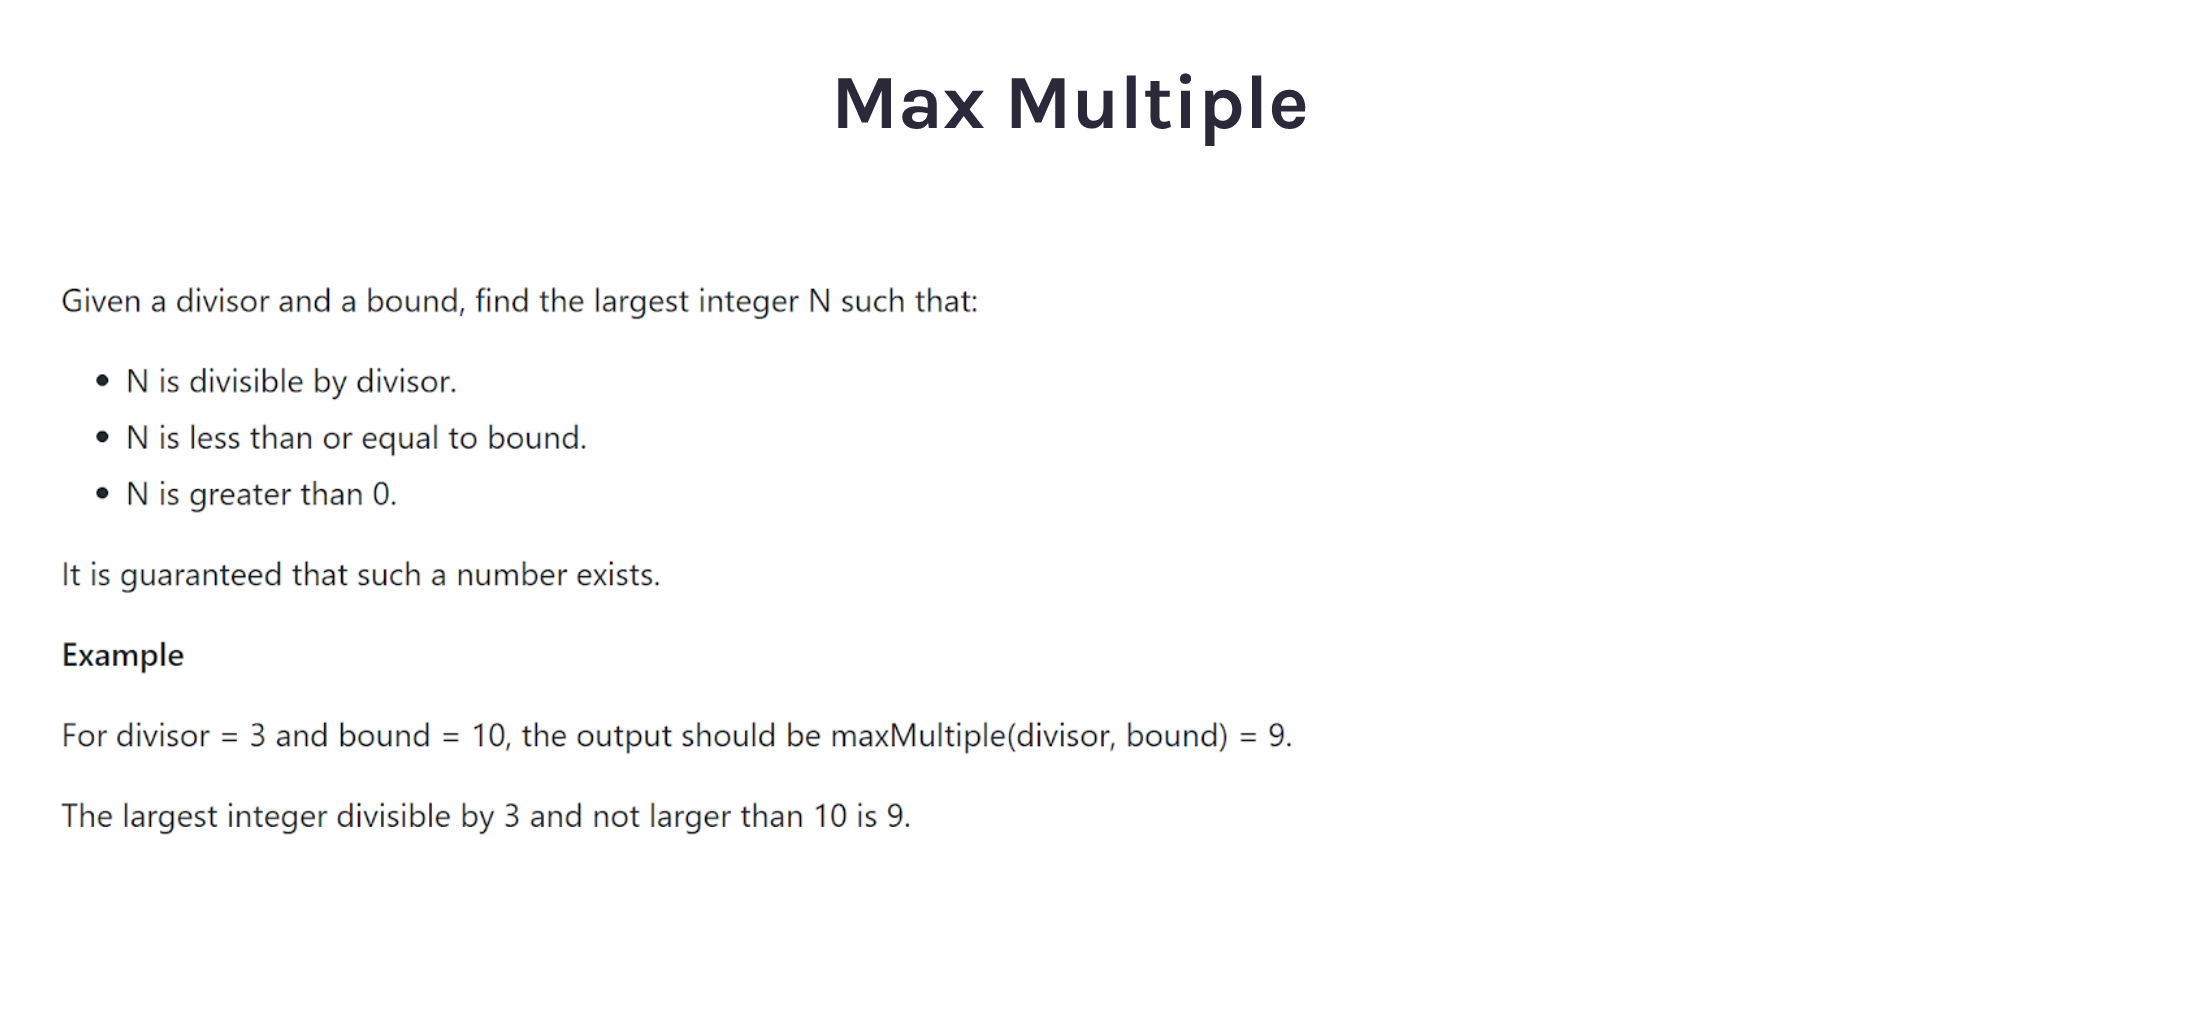 Max Multiple
Given a divisor and a bound, find the largest integer N such that:
• N is divisible by divisor.
• N is less than or equal to bound.
• N is greater than 0.
It is guaranteed that such a number exists.
Example
For divisor = 3 and bound = 10, the output should be maxMultiple(divisor, bound) = 9.
The largest integer divisible by 3 and not larger than 10 is 9.